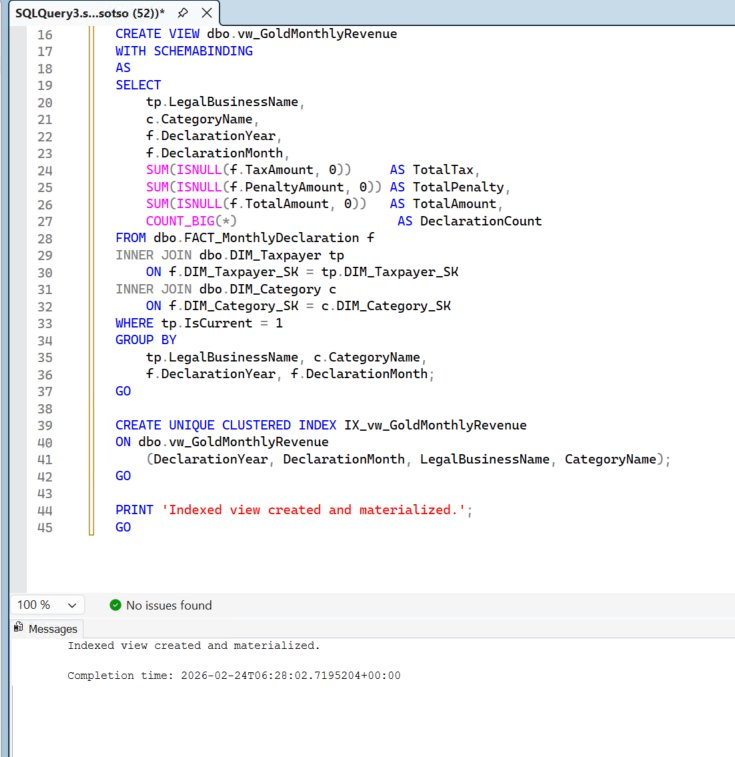 SQLQuery3.s...sotso (52))*
16 CREATE VIEW dbo.vw_GoldMonthlyRevenue
17 WITH SCHEMABINDING
18 AS
19 SELECT
20 tp.LegalBusinessName,
21 c.CategoryName,
22 f.DeclarationYear,
23 f.DeclarationMonth,
24 SUM(ISNULL(f.TaxAmount, 0)) AS TotalTax,
25 SUM(ISNULL(f.PenaltyAmount, 0)) AS TotalPenalty,
26 SUM(ISNULL(f.TotalAmount, 0)) AS TotalAmount,
27 COUNT_BIG(*) AS DeclarationCount
28 FROM dbo.FACT_MonthlyDeclaration f
29 INNER JOIN dbo.DIM_Taxpayer tp
30 ON f.DIM_Taxpayer_SK = tp.DIM_Taxpayer_SK
31 INNER JOIN dbo.DIM_Category c
32 ON f.DIM_Category_SK = c.DIM_Category_SK
33 WHERE tp.IsCurrent = 1
34 GROUP BY
35 tp.LegalBusinessName, c.CategoryName,
36 f.DeclarationYear, f.DeclarationMonth;
37 GO
38
39 CREATE UNIQUE CLUSTERED INDEX IX_vw_GoldMonthlyRevenue
40 ON dbo.vw_GoldMonthlyRevenue
41 (DeclarationYear, DeclarationMonth, LegalBusinessName, CategoryName);
42 GO
43
44 PRINT 'Indexed view created and materialized.';
45 GO
100 % No issues found
Messages
Indexed view created and materialized.
Completion time: 2026-02-24T06:28:02.7195204+00:00